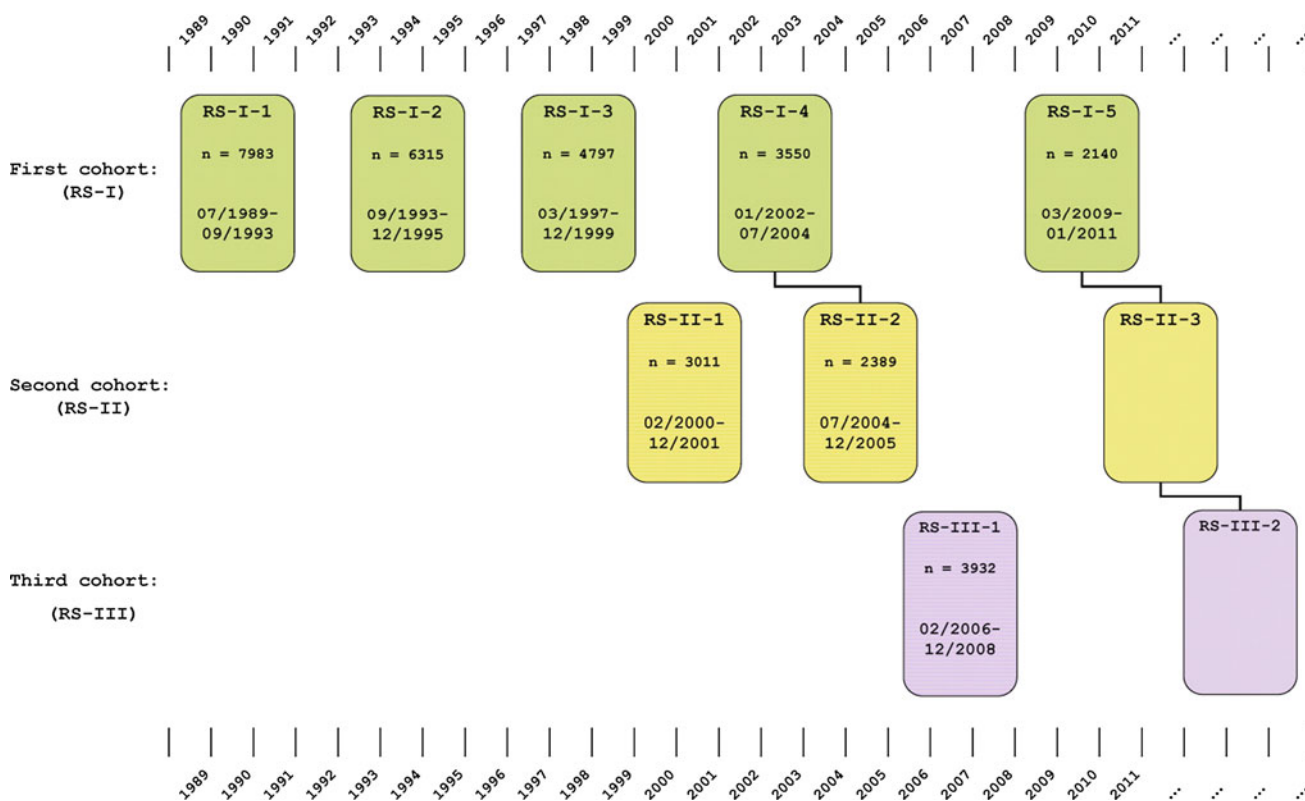 1989 1990 1991 1992 1993 1994 1995 1996 1997 1998 1999 2000 2001 2002 2003 2004 2005 2006 2007 2008 2009 2010 2011 ... ... ... ...
First cohort:
(RS-I)
RS-I-1
n = 7983
07/1989-
09/1993
RS-I-2
n = 6315
09/1993-
12/1995
RS-I-3
n = 4797
03/1997-
12/1999
RS-I-4
n = 3550
01/2002-
07/2004
RS-I-5
n = 2140
03/2009-
01/2011
Second cohort:
(RS-II)
RS-II-1
n = 3011
02/2000-
12/2001
RS-II-2
n = 2389
07/2004-
12/2005
RS-II-3
Third cohort:
(RS-III)
RS-III-1
n = 3932
02/2006-
12/2008
RS-III-2
1989 1990 1991 1992 1993 1994 1995 1996 1997 1998 1999 2000 2001 2002 2003 2004 2005 2006 2007 2008 2009 2010 2011 ... ... ... ...